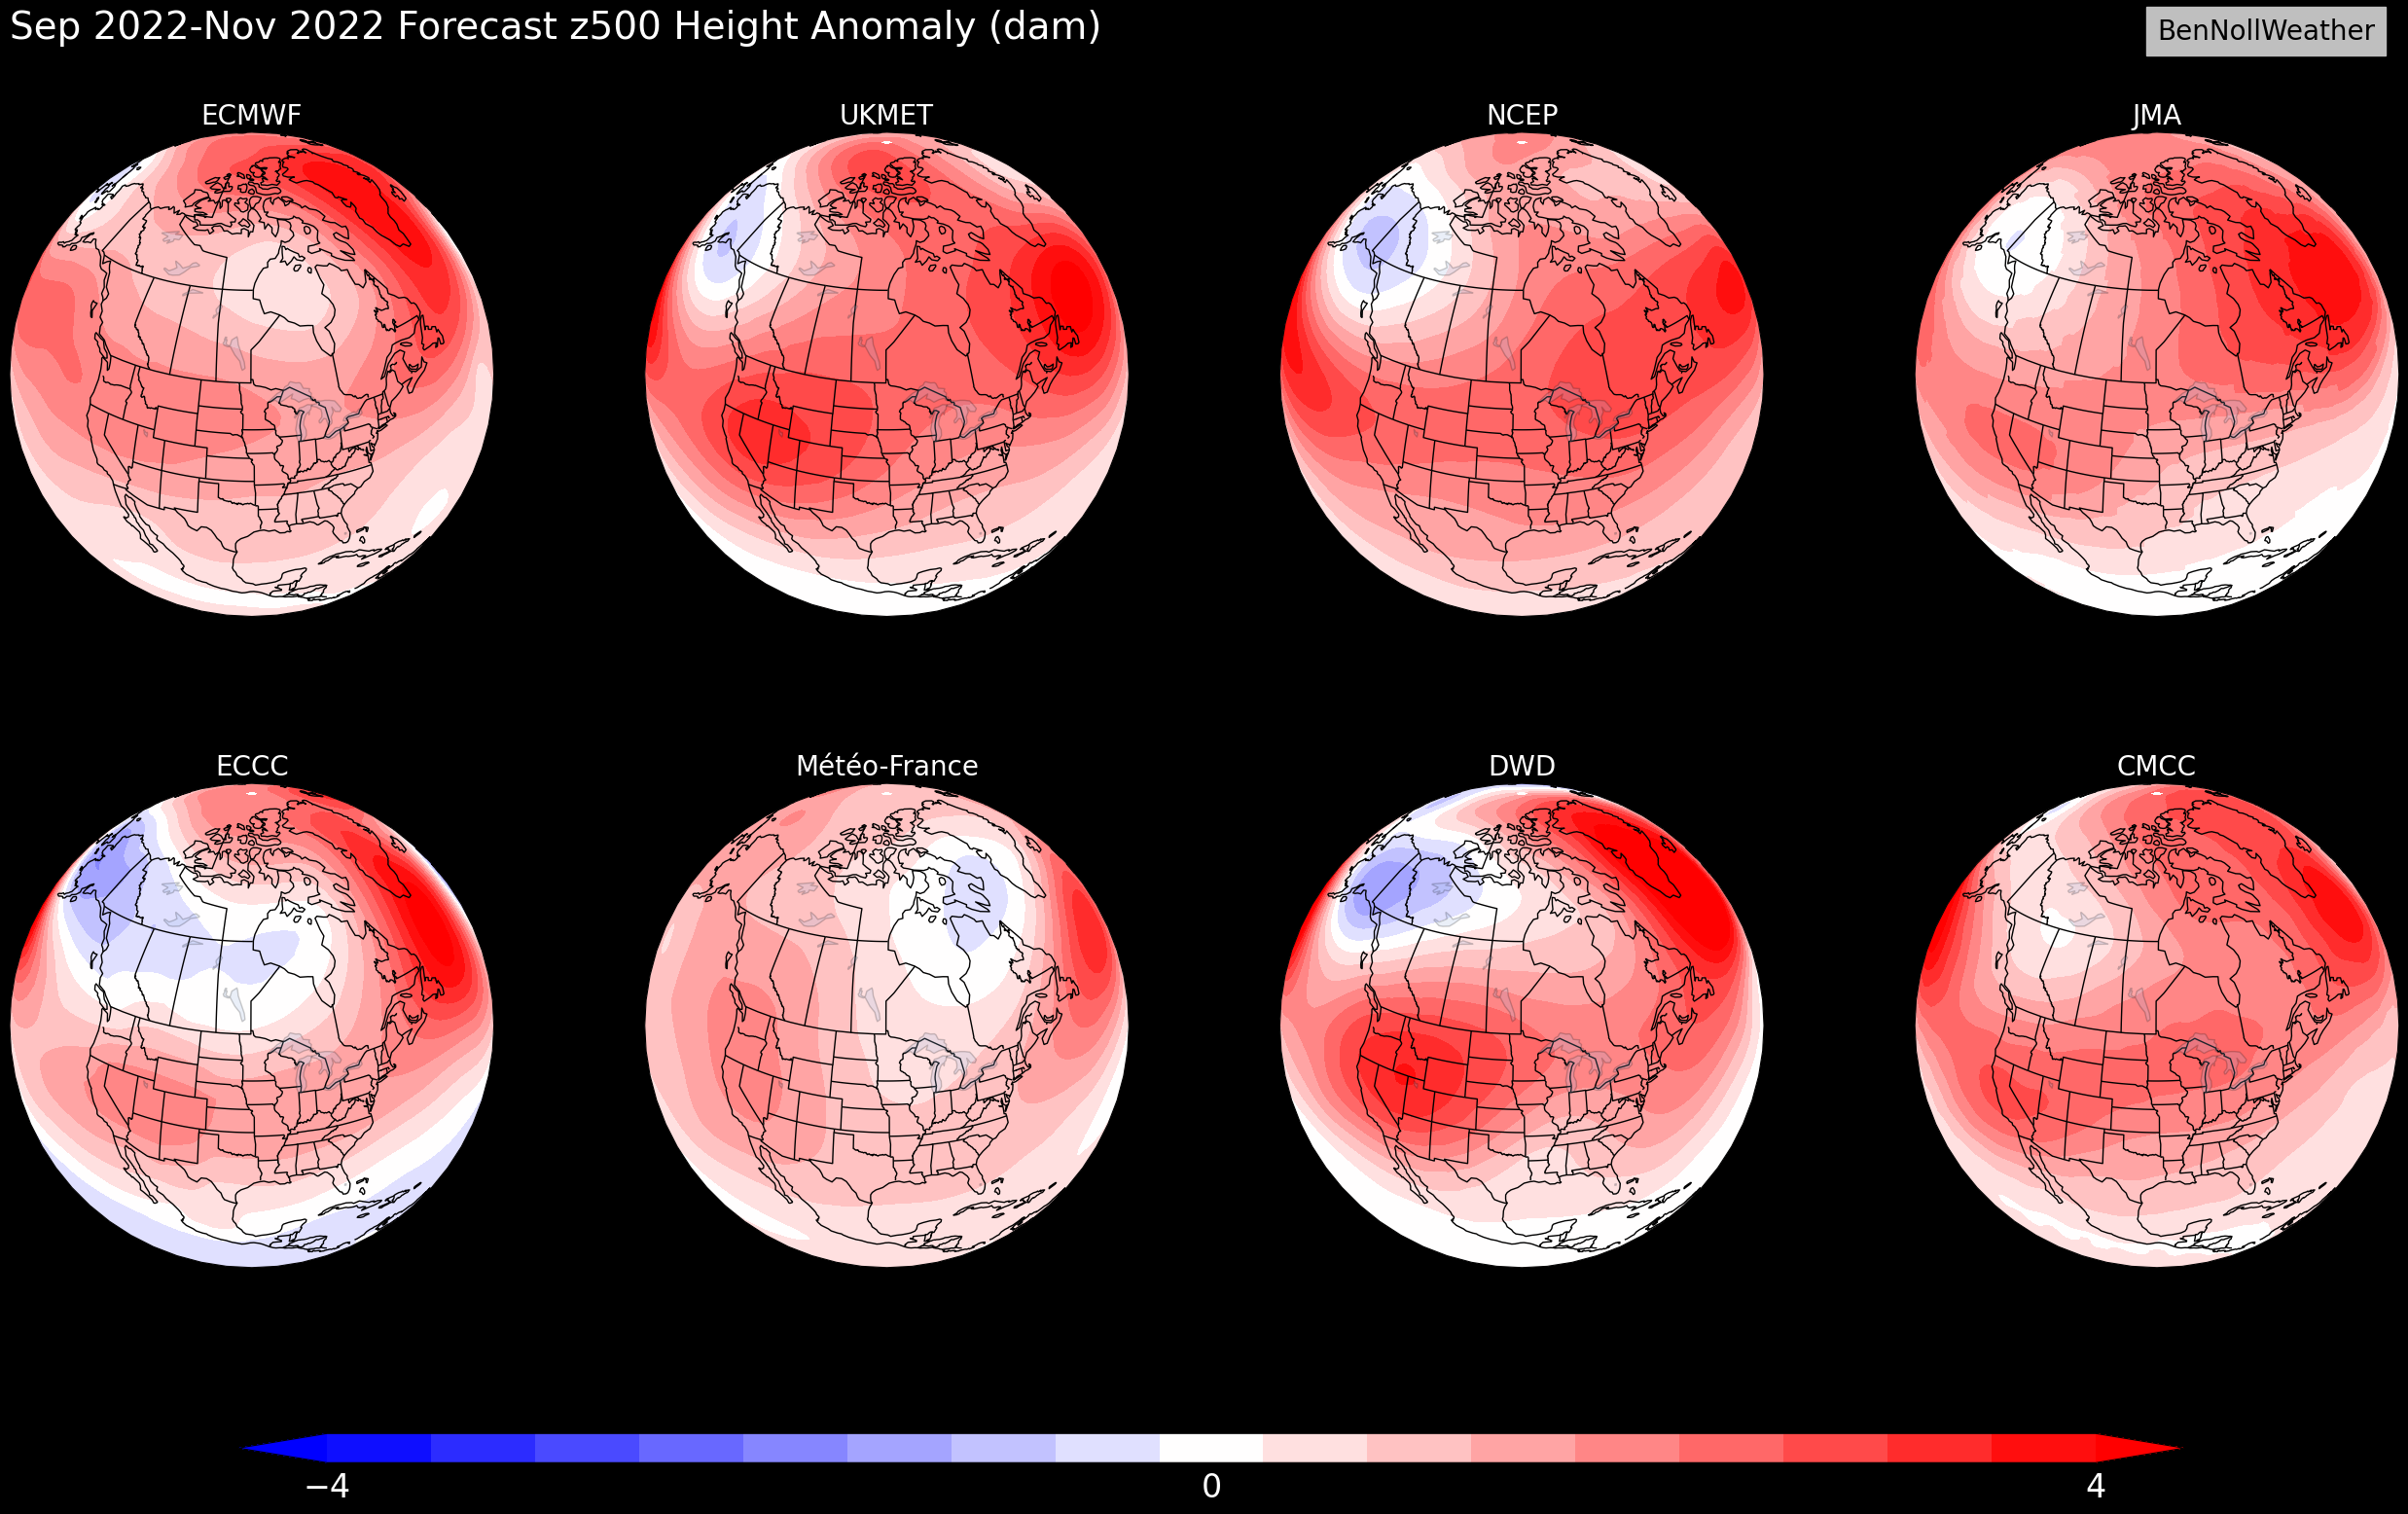 Sep 2022-Nov 2022 Forecast z500 Height Anomaly (dam)
BenNollWeather
ECMWF
UKMET
NCEP
JMA
ECCC
Météo-France
DWD
CMCC
−4
0
4